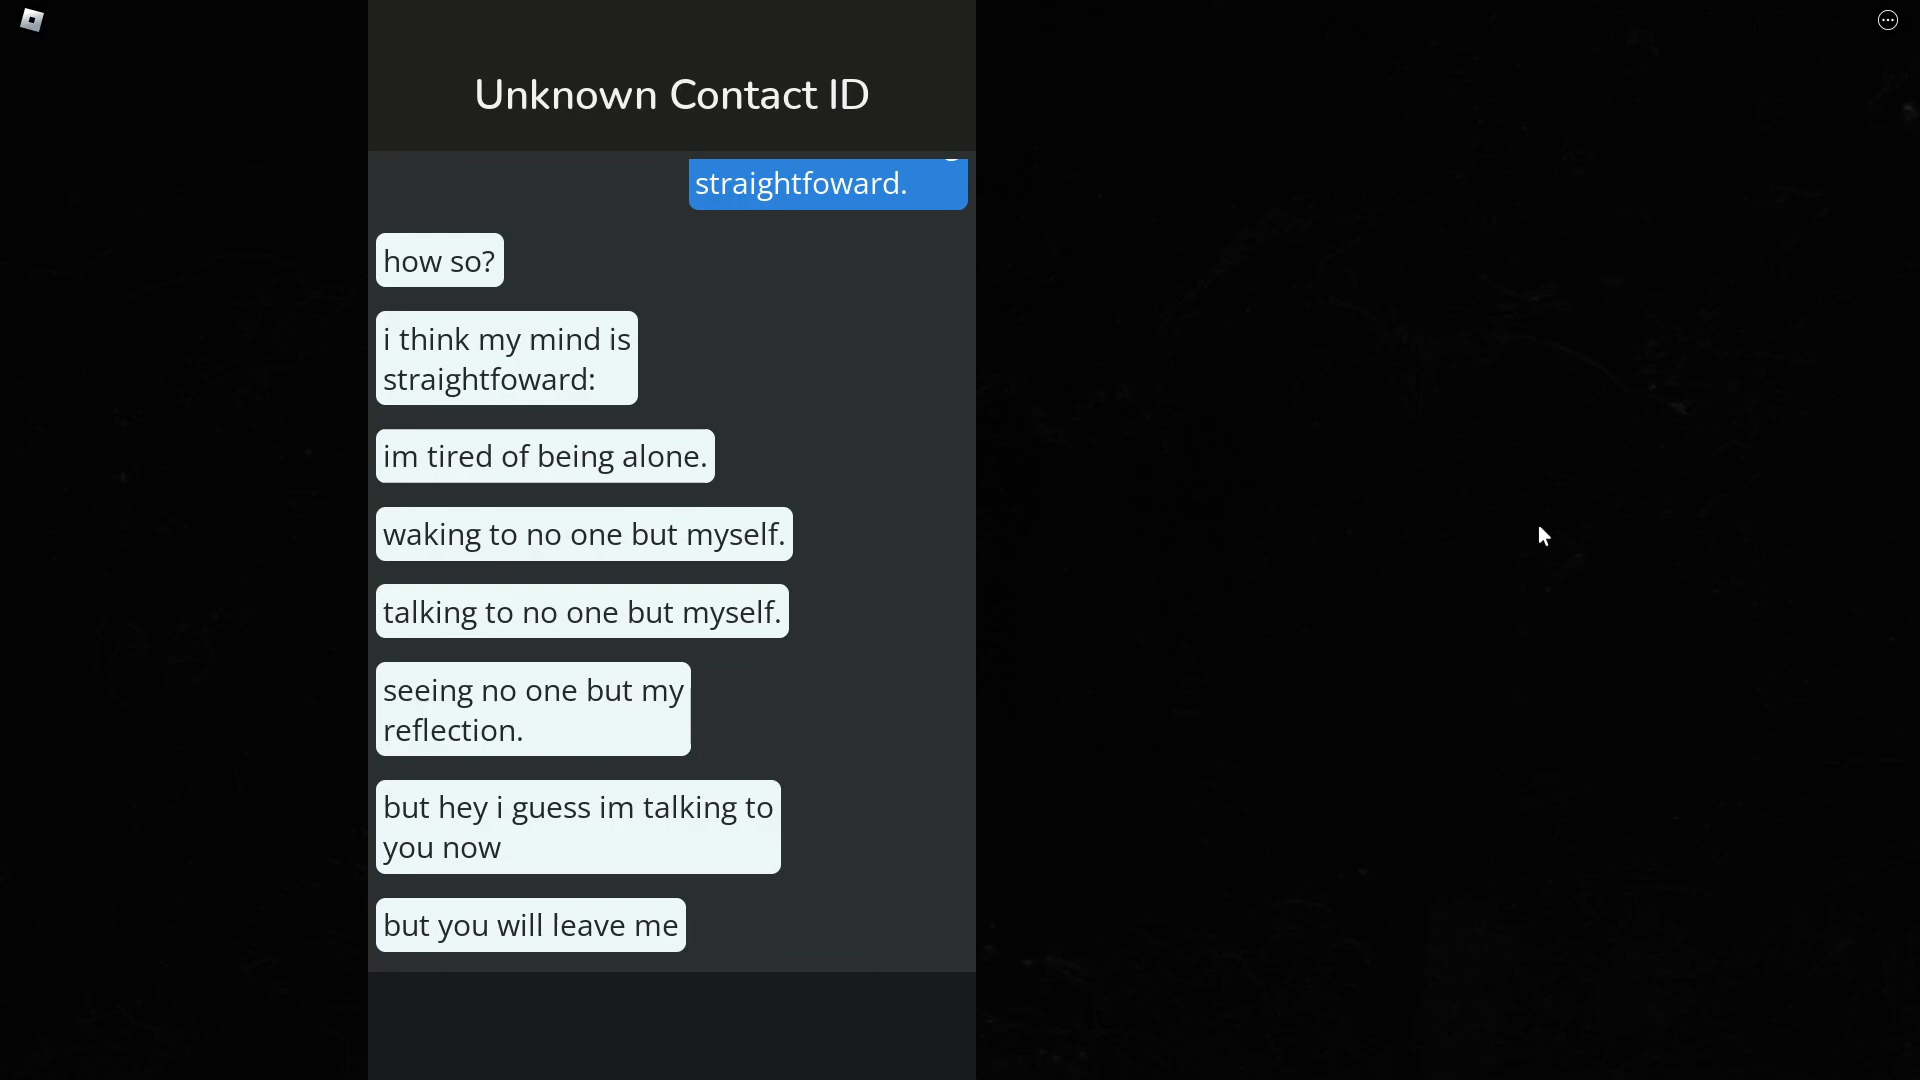 Unknown Contact ID
straightfoward.
how so?
i think my mind is
straightfoward:
im tired of being alone.
waking to no one but myself.
talking to no one but myself.
seeing no one but my
reflection.
but hey i guess im talking to
you now
but you will leave me